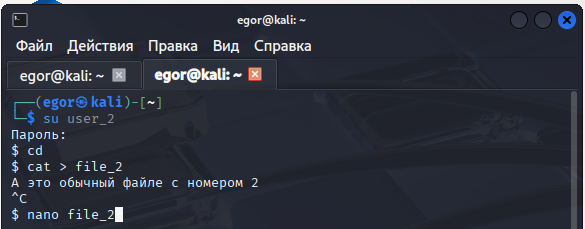 egor@kali: ~
Файл Действия Правка Вид Справка
egor@kali: ~ egor@kali: ~
┌──(egor㉿kali)-[~]
└─$ su user_2
Пароль:
$ cd
$ cat > file_2
А это обычный файле с номером 2
^C
$ nano file_2